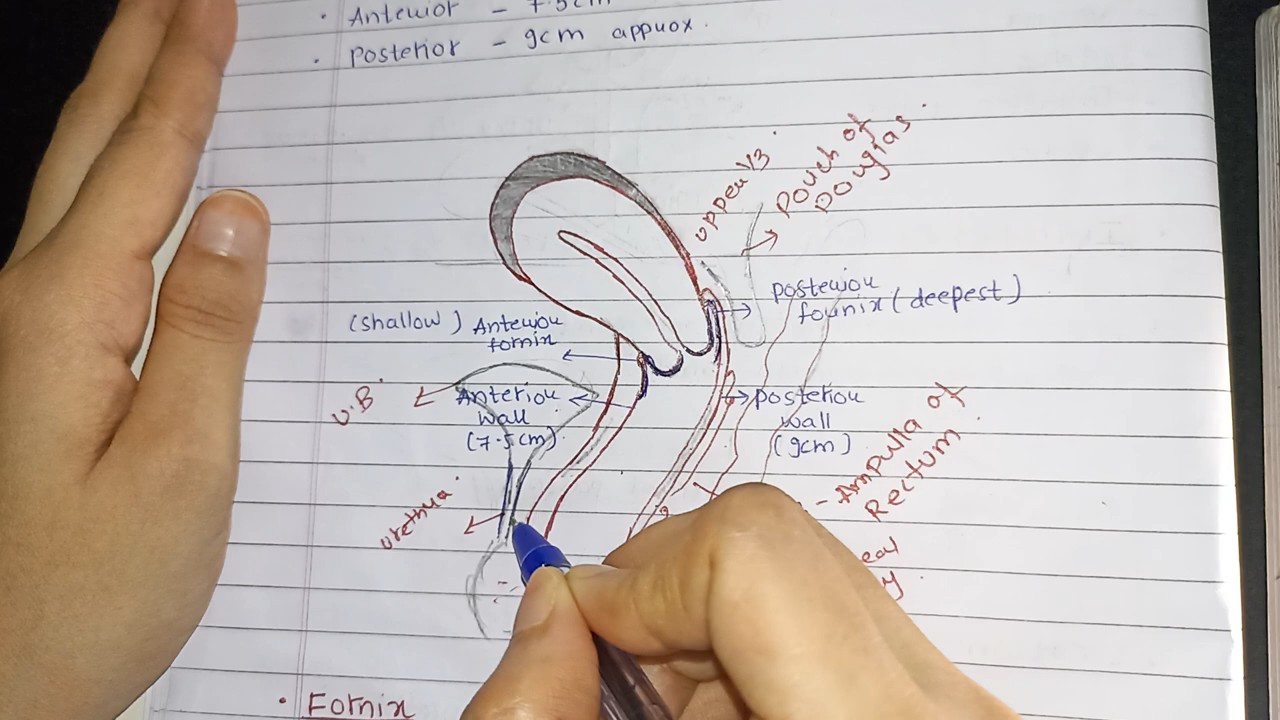 • Anterior - 7.5cm
• Posterior - 9cm approx.
upper 1/3
Pouch of
Douglas
Posterior
fornix (deepest)
(shallow) Anterior
fornix
U.B
Anterior
wall
(7.5cm)
Posterior
wall
(9cm)
- Ampulla of
Rectum
urethra
eal
y
• Fornix